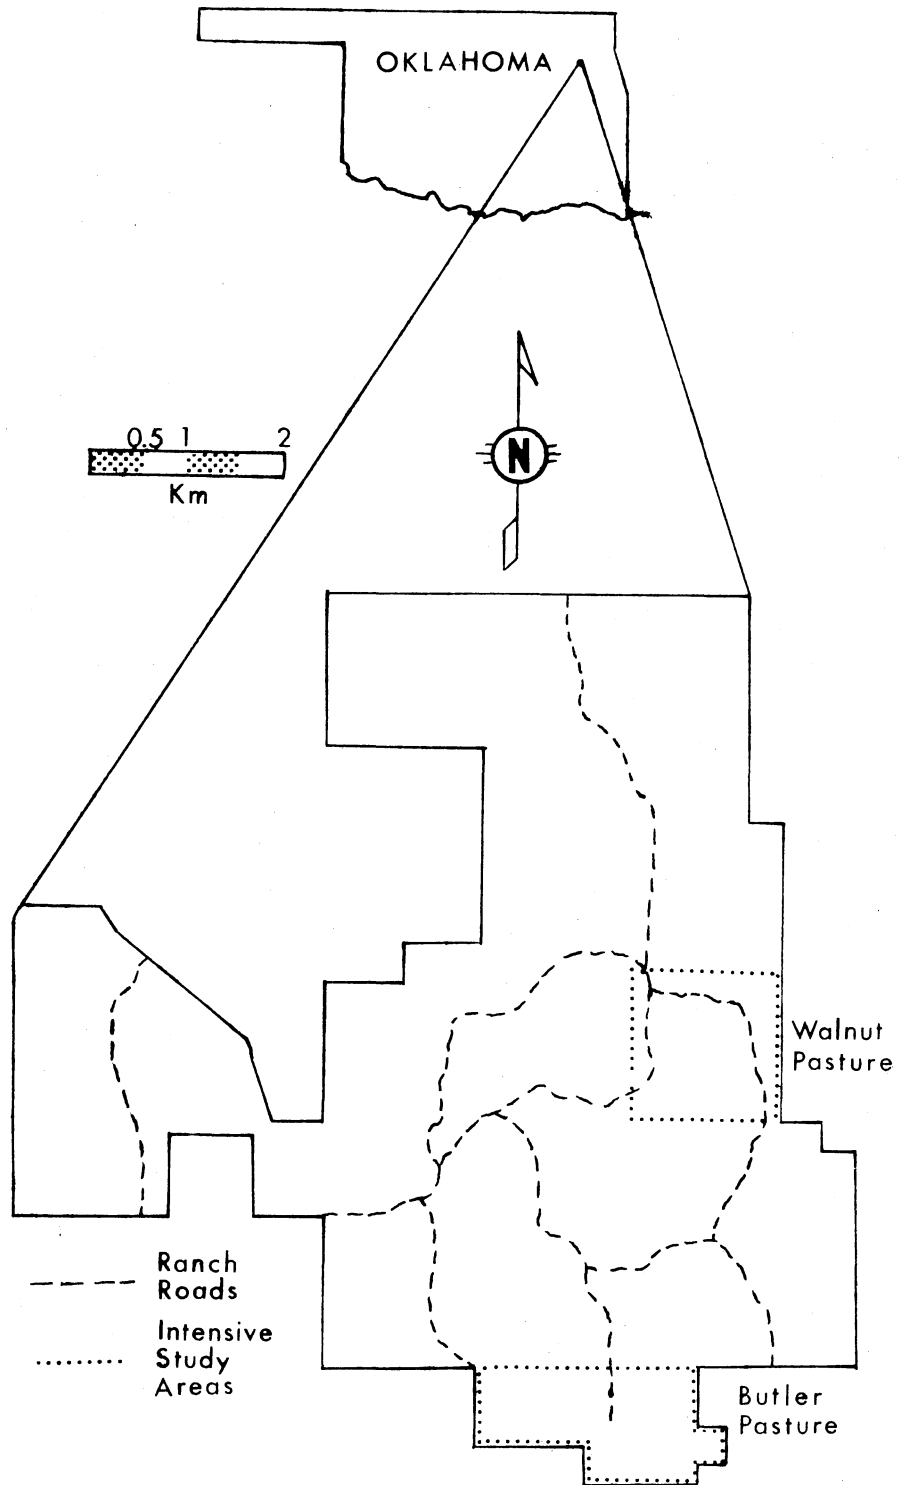 OKLAHOMA
0.5 1 2
Km
N
Walnut
Pasture
Ranch
Roads
Intensive
Study
Areas
Butler
Pasture